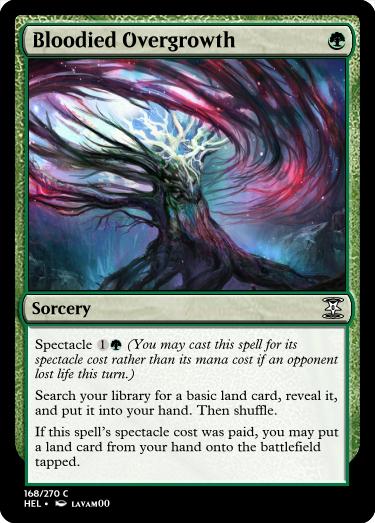 Bloodied Overgrowth
Sorcery
Spectacle 1 (You may cast this spell for its
spectacle cost rather than its mana cost if an opponent
lost life this turn.)
Search your library for a basic land card, reveal it,
and put it into your hand. Then shuffle.
If this spell's spectacle cost was paid, you may put
a land card from your hand onto the battlefield
tapped.
168/270 C
HEL • LAVAM00